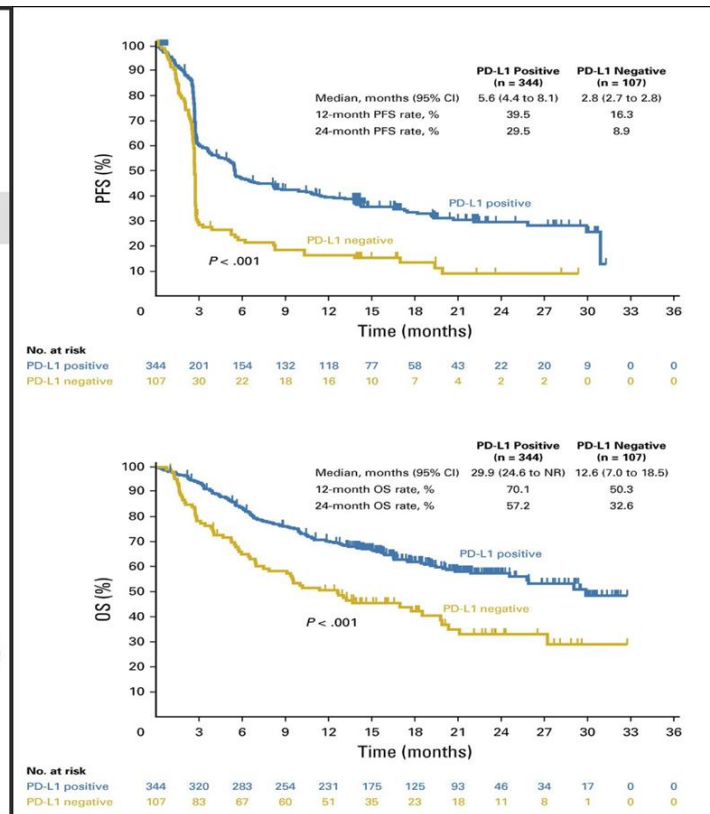 PD-L1 Positive PD-L1 Negative
(n = 344) (n = 107)
Median, months (95% CI) 5.6 (4.4 to 8.1) 2.8 (2.7 to 2.8)
12-month PFS rate, % 39.5 16.3
24-month PFS rate, % 29.5 8.9
PFS (%)
100
90
80
70
60
50
40
30
20
10
PD-L1 positive
PD-L1 negative
P < .001
0 3 6 9 12 15 18 21 24 27 30 33 36
Time (months)
No. at risk
PD-L1 positive 344 201 154 132 118 77 58 43 22 20 9 0 0
PD-L1 negative 107 30 22 18 16 10 7 4 2 2 0 0 0
PD-L1 Positive PD-L1 Negative
(n = 344) (n = 107)
Median, months (95% CI) 29.9 (24.6 to NR) 12.6 (7.0 to 18.5)
12-month OS rate, % 70.1 50.3
24-month OS rate, % 57.2 32.6
OS (%)
100
90
80
70
60
50
40
30
20
10
PD-L1 positive
PD-L1 negative
P < .001
0 3 6 9 12 15 18 21 24 27 30 33 36
Time (months)
No. at risk
PD-L1 positive 344 320 283 254 231 175 125 93 46 34 17 0 0
PD-L1 negative 107 83 67 60 51 35 23 18 11 8 1 0 0